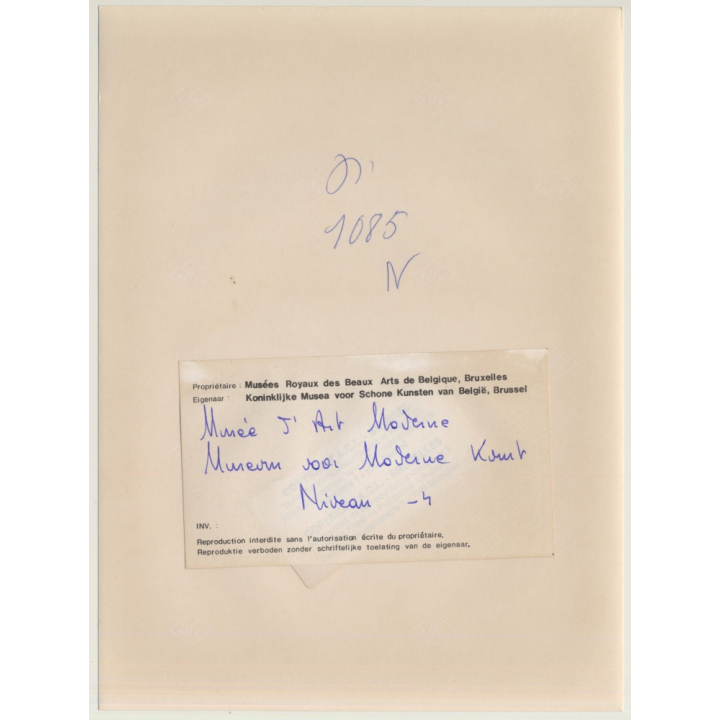 1085
N
Propriétaire : Musées Royaux des Beaux Arts de Belgique, Bruxelles
Eigenaar : Koninklijke Musea voor Schone Kunsten van België, Brussel
Musée d'Art Moderne
Museum voor Moderne Kunst
Niveau -4
INV. :
Reproduction interdite sans l'autorisation écrite du propriétaire.
Reproduktie verboden zonder schriftelijke toelating van de eigenaar.